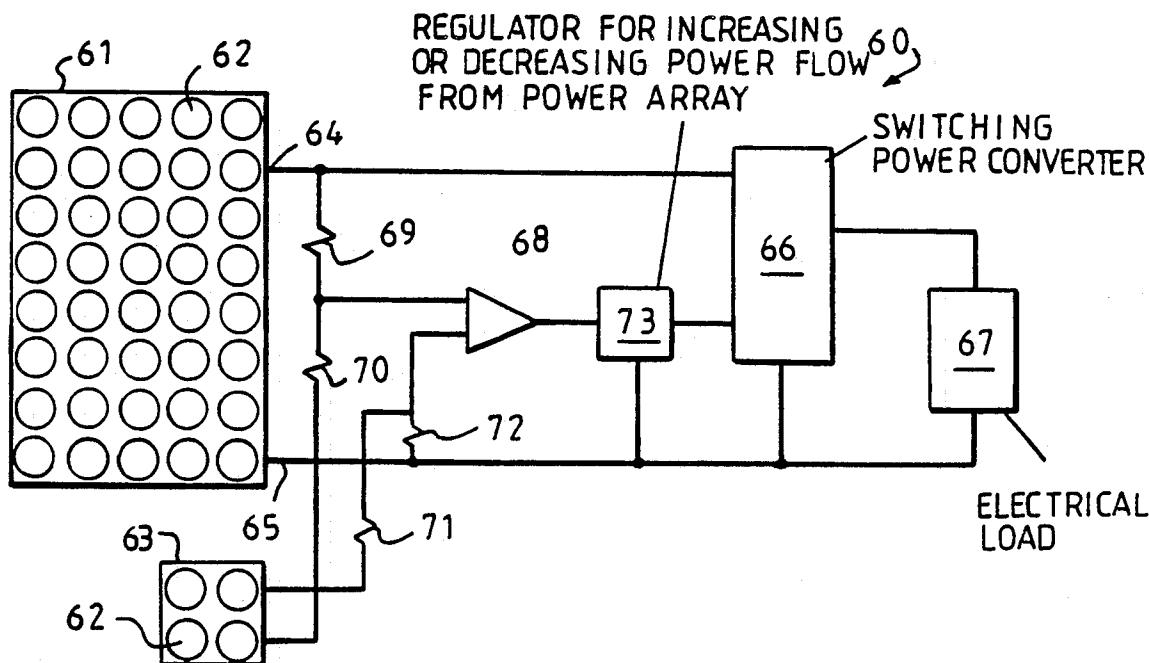 REGULATOR FOR INCREASING
OR DECREASING POWER FLOW
FROM POWER ARRAY
60
61
62
64
SWITCHING
POWER CONVERTER
69
68
66
73
67
70
72
65
71
63
62
ELECTRICAL
LOAD